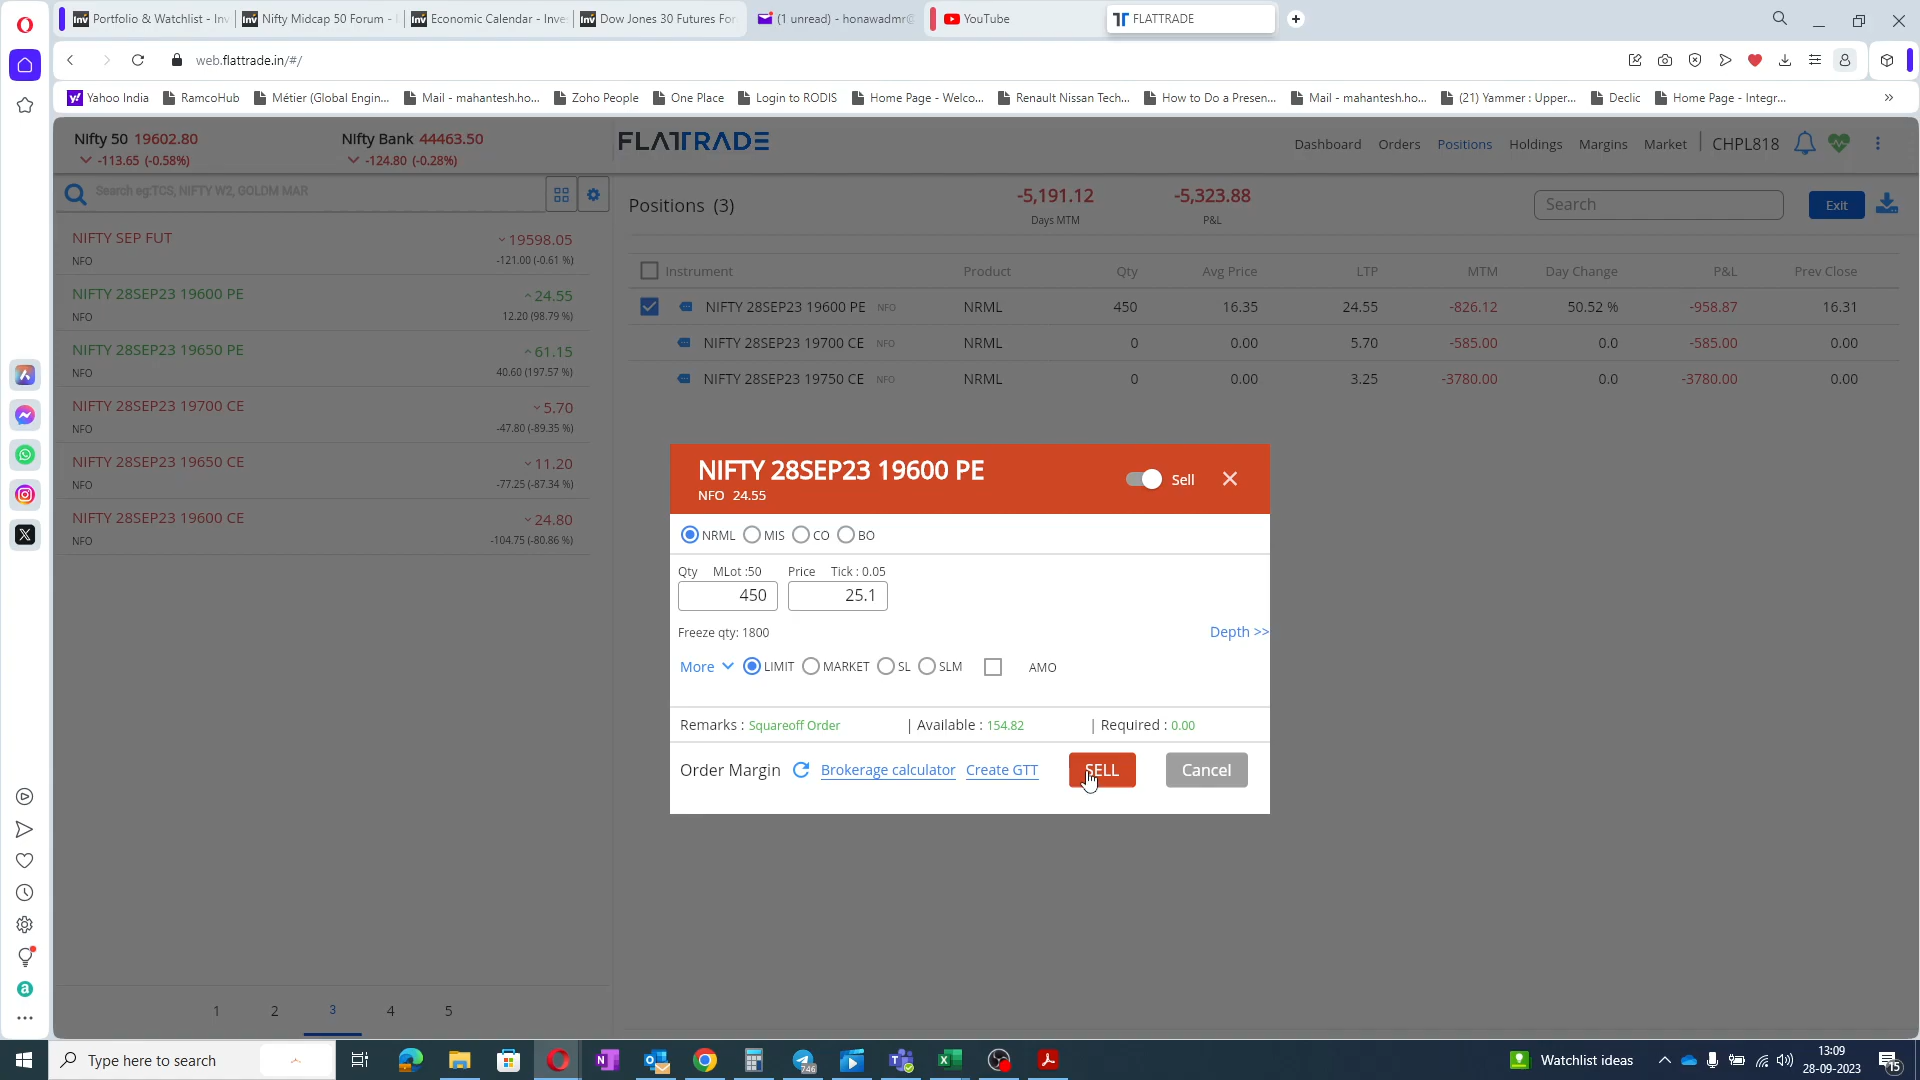 Portfolio & Watchlist - Inv
Nifty Midcap 50 Forum -
Economic Calendar - Inve
Dow Jones 30 Futures For
(1 unread) - honawadmr@
YouTube
FLATTRADE
web.flattrade.in/#/
Yahoo India
RamcoHub
Métier (Global Engin...
Mail - mahantesh.ho...
Zoho People
One Place
Login to RODIS
Home Page - Welco...
Renault Nissan Tech...
How to Do a Presen...
Mail - mahantesh.ho...
(21) Yammer : Upper...
Declic
Home Page - Integr...
Nifty 50 19602.80
-113.65 (-0.58%)
Nifty Bank 44463.50
-124.80 (-0.28%)
FLATTRADE
Dashboard Orders Positions Holdings Margins Market CHPL818
Search eg:TCS, NIFTY W2, GOLDM MAR
NIFTY SEP FUT 19598.05
NFO -121.00 (-0.61 %)
NIFTY 28SEP23 19600 PE 24.55
NFO 12.20 (98.79 %)
NIFTY 28SEP23 19650 PE 61.15
NFO 40.60 (197.57 %)
NIFTY 28SEP23 19700 CE 5.70
NFO -47.80 (-89.35 %)
NIFTY 28SEP23 19650 CE 11.20
NFO -77.25 (-87.34 %)
NIFTY 28SEP23 19600 CE 24.80
NFO -104.75 (-80.86 %)
1 2 3 4 5
Positions (3)
-5,191.12
Days MTM
-5,323.88
P&L
Search
Exit
Instrument Product Qty Avg Price LTP MTM Day Change P&L Prev Close
NIFTY 28SEP23 19600 PE NFO NRML 450 16.35 24.55 -826.12 50.52 % -958.87 16.31
NIFTY 28SEP23 19700 CE NFO NRML 0 0.00 5.70 -585.00 0.0 -585.00 0.00
NIFTY 28SEP23 19750 CE NFO NRML 0 0.00 3.25 -3780.00 0.0 -3780.00 0.00
NIFTY 28SEP23 19600 PE
NFO 24.55
Sell
NRML MIS CO BO
Qty MLot :50 Price Tick : 0.05
450 25.1
Freeze qty: 1800
Depth >>
More LIMIT MARKET SL SLM AMO
Remarks : Squareoff Order | Available : 154.82 | Required : 0.00
Order Margin Brokerage calculator Create GTT SELL Cancel
Type here to search
746
Watchlist ideas
13:09
28-09-2023
15